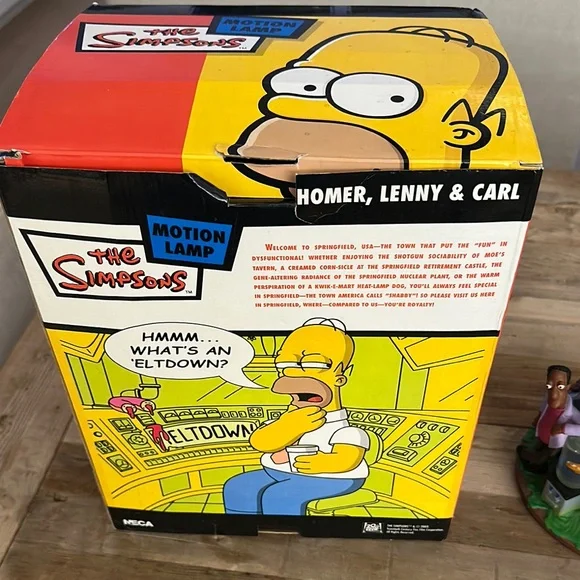 MOTION
LAMP
THE
SIMPSONS
HOMER, LENNY & CARL
MOTION
LAMP
THE
SIMPSONS™
WELCOME TO SPRINGFIELD, USA—THE TOWN THAT PUT THE "FUN" IN
DYSFUNCTIONAL! WHETHER ENJOYING THE SHOTGUN SOCIABILITY OF MOE'S
TAVERN, A CREAMED CORN-SICLE AT THE SPRINGFIELD RETIREMENT CASTLE, THE
GENE-ALTERING RADIANCE OF THE SPRINGFIELD NUCLEAR PLANT, OR THE WARM
PERSPIRATION OF A KWIK-E-MART HEAT-LAMP DOG, YOU'LL ALWAYS FEEL SPECIAL
IN SPRINGFIELD—THE TOWN AMERICA CALLS "SHABBY"! SO PLEASE VISIT US HERE
IN SPRINGFIELD, WHERE—COMPARED TO US—YOU'RE ROYALTY!
HMMM...
WHAT'S AN
'ELTDOWN?
ELTDOWN
NECA
FOX